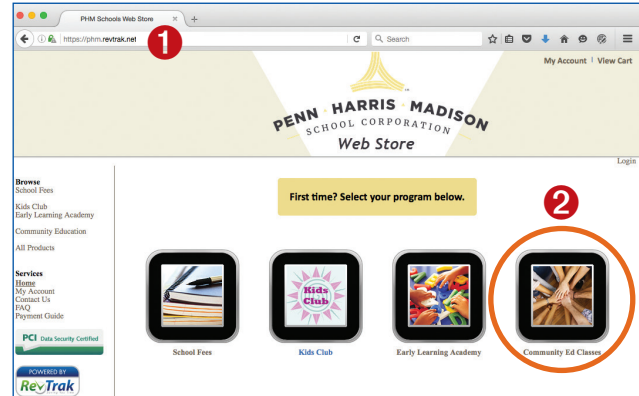 PHM Schools Web Store
https://phm.revtrak.net
1
Search
My Account | View Cart
PENN HARRIS MADISON
SCHOOL CORPORATION
Web Store
Login
Browse
School Fees
Kids Club
Early Learning Academy
Community Education
All Products
Services
Home
My Account
Contact Us
FAQ
Payment Guide
PCI Data Security Certified
POWERED BY
RevTrak
First time? Select your program below.
2
Kids
Club
School Fees
Kids Club
Early Learning Academy
Community Ed Classes